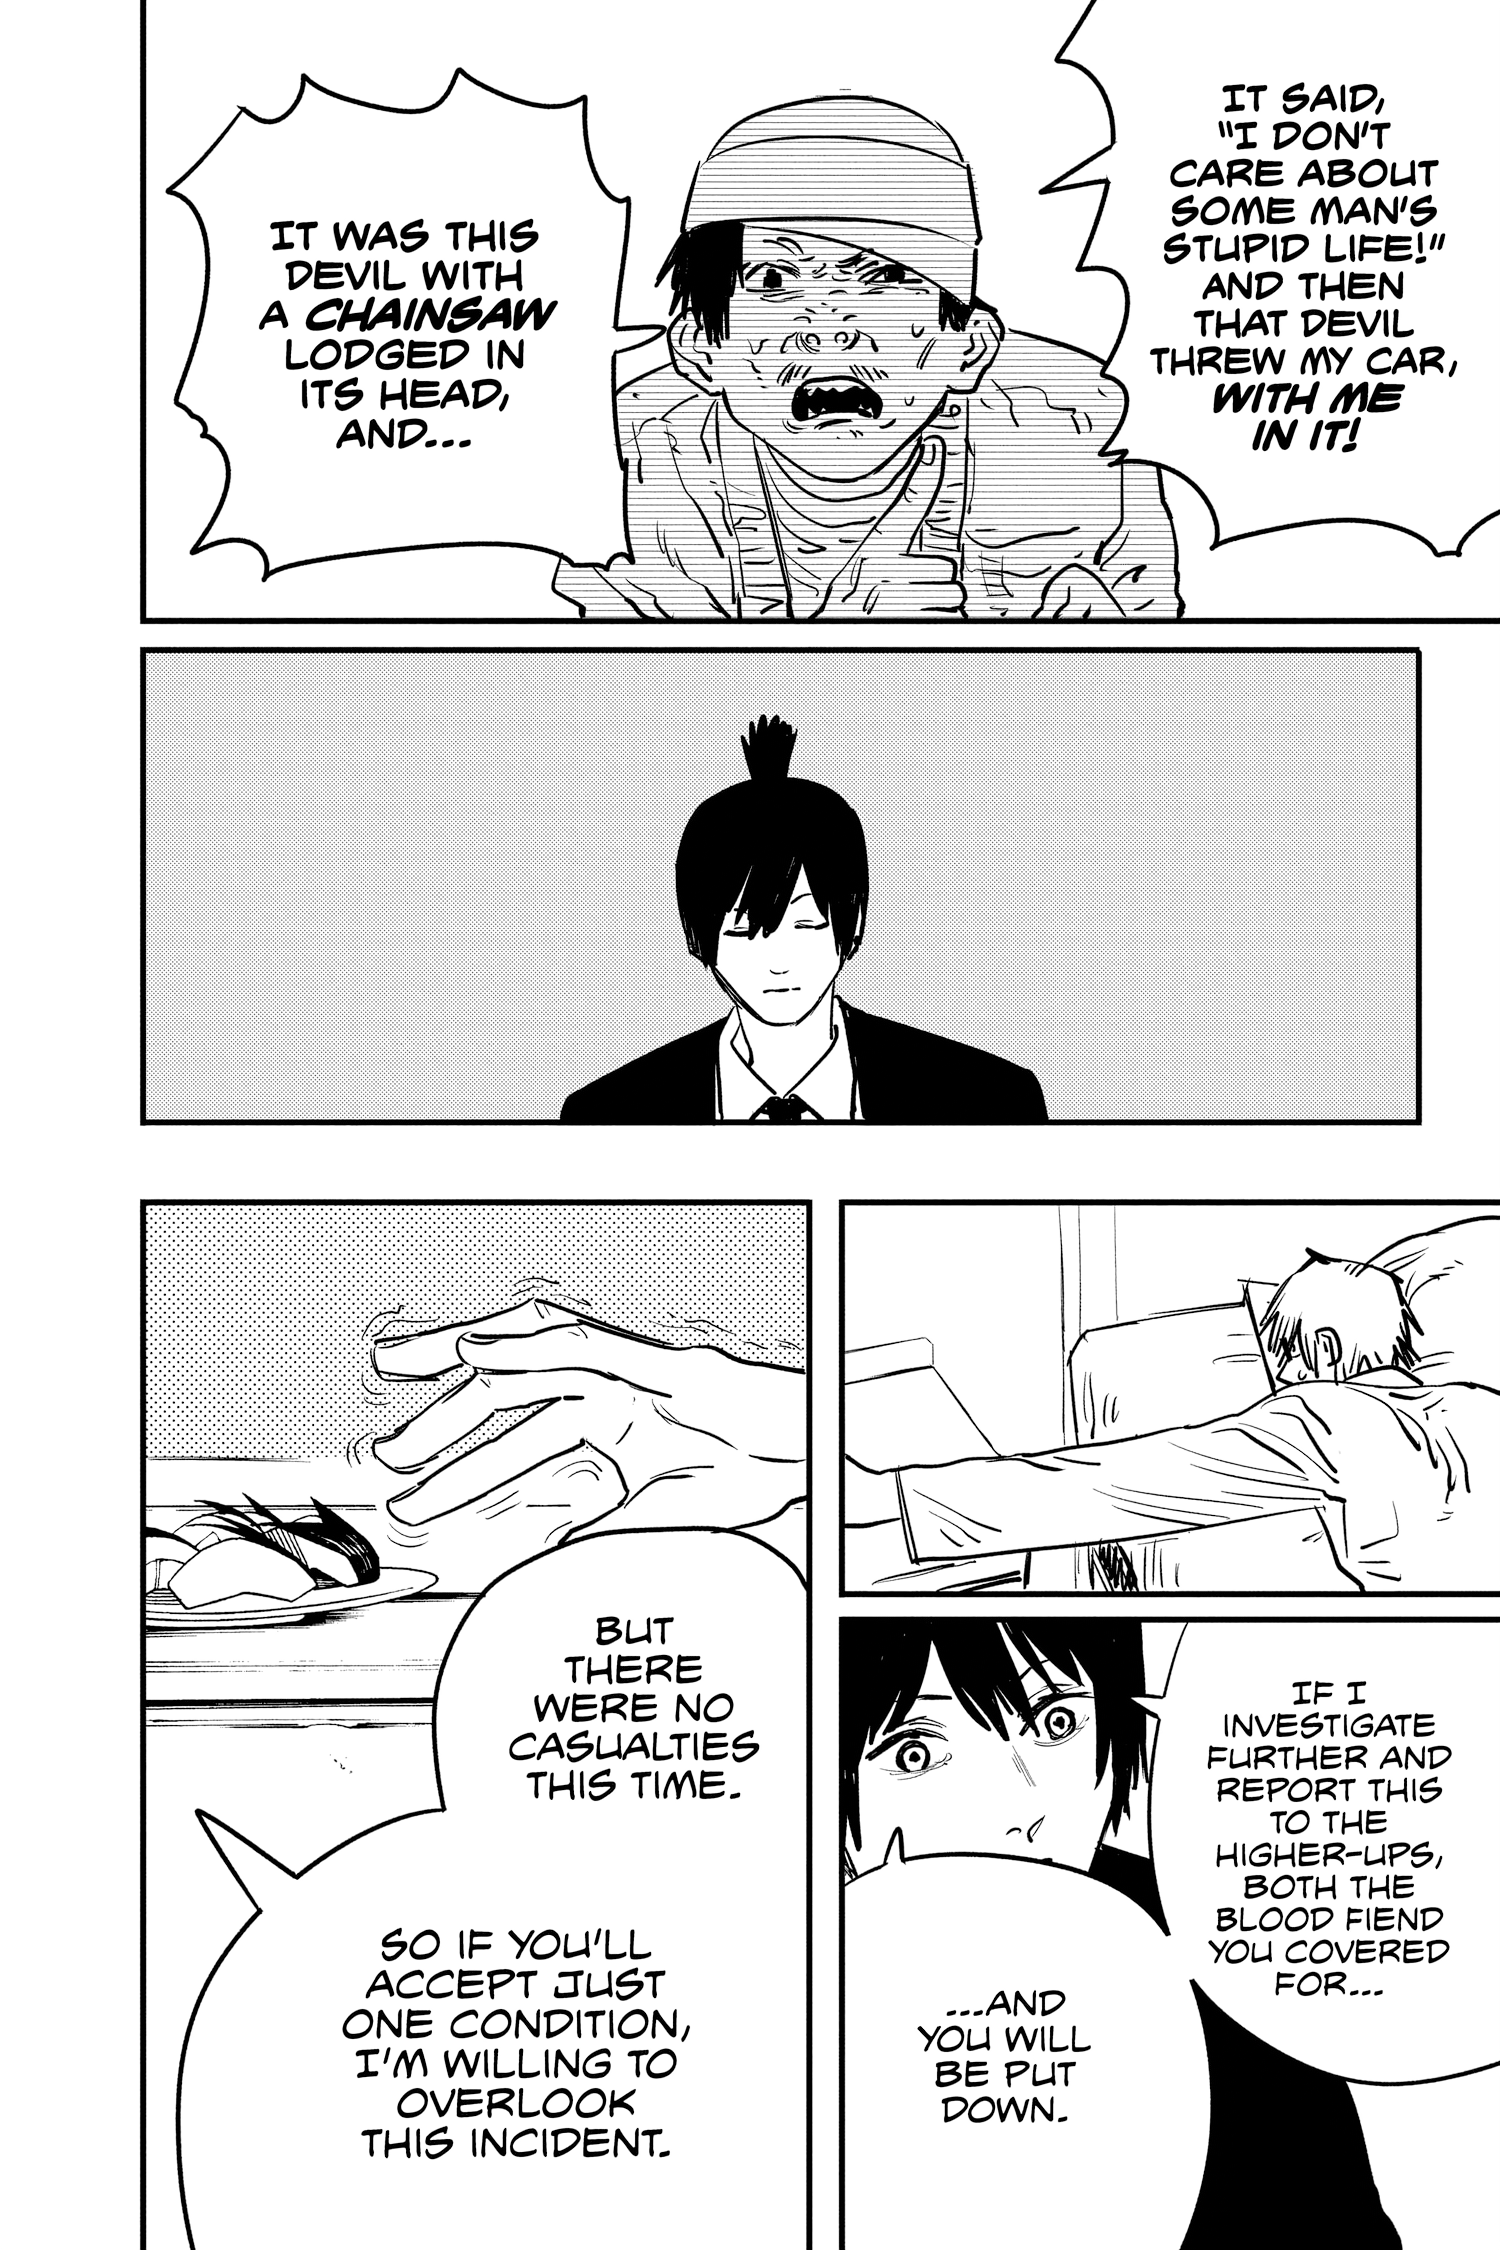 IT SAID,
"I DON'T
CARE ABOUT
SOME MAN'S
STUPID LIFE!"
AND THEN
THAT DEVIL
THREW MY CAR,
WITH ME
IN IT!
IT WAS THIS
DEVIL WITH
A CHAINSAW
LODGED IN
ITS HEAD,
AND...
IF I
INVESTIGATE
FURTHER AND
REPORT THIS
TO THE
HIGHER-UPS,
BOTH THE
BLOOD FIEND
YOU COVERED
FOR...
...AND
YOU WILL
BE PUT
DOWN.
BUT
THERE
WERE NO
CASUALTIES
THIS TIME.
SO IF YOU'LL
ACCEPT JUST
ONE CONDITION,
I'M WILLING TO
OVERLOOK
THIS INCIDENT.